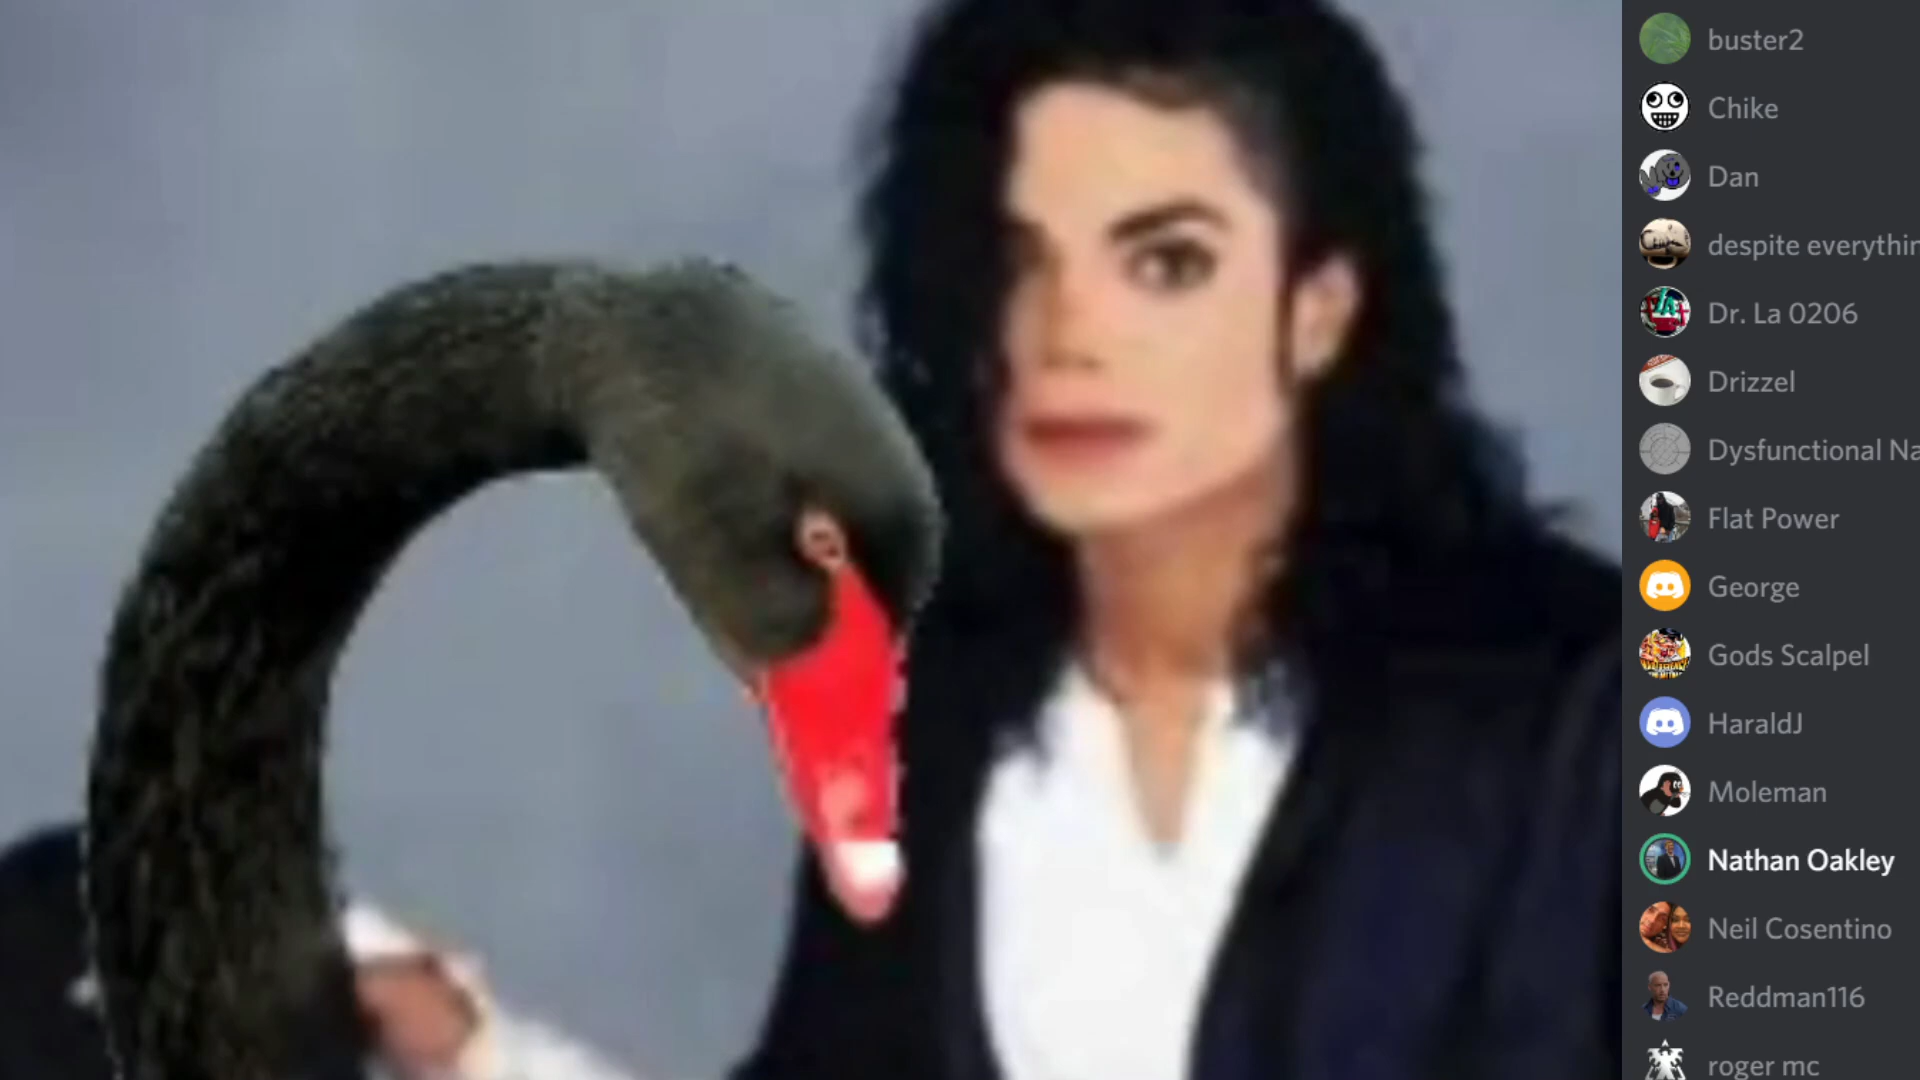 buster2
Chike
Dan
despite everythin
Dr. La 0206
Drizzel
Dysfunctional Na
Flat Power
George
Gods Scalpel
HaraldJ
Moleman
Nathan Oakley
Neil Cosentino
Reddman116
roger mc